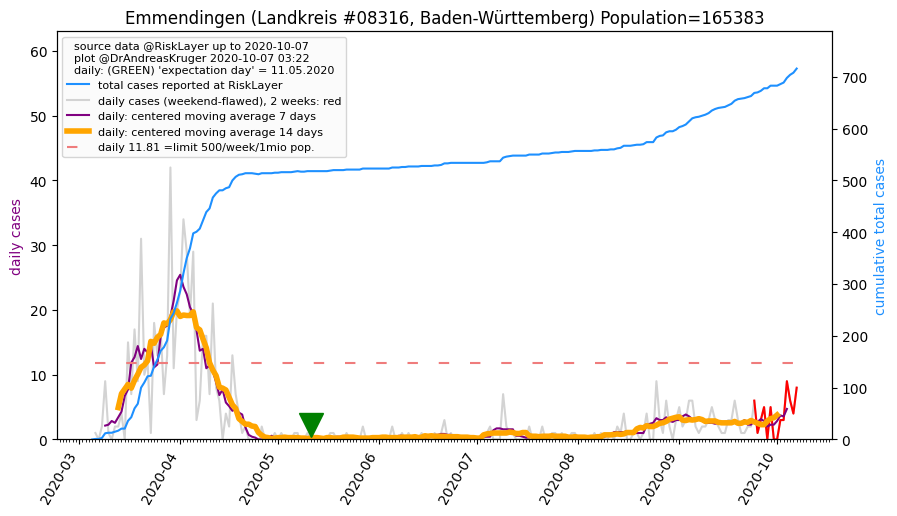 Emmendingen (Landkreis #08316, Baden-Württemberg) Population=165383
source data @RiskLayer up to 2020-10-07
plot @DrAndreasKruger 2020-10-07 03:22
daily: (GREEN) 'expectation day' = 11.05.2020
total cases reported at RiskLayer
daily cases (weekend-flawed), 2 weeks: red
daily: centered moving average 7 days
daily: centered moving average 14 days
daily 11.81 =limit 500/week/1mio pop.
daily cases
60
50
40
30
20
10
0
cumulative total cases
700
600
500
400
300
200
100
0
2020-03
2020-04
2020-05
2020-06
2020-07
2020-08
2020-09
2020-10